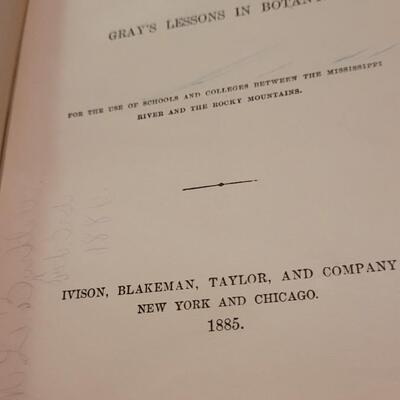 GRAY'S LESSONS IN
FOR THE USE OF SCHOOLS AND COLLEGES BETWEEN THE MISSISSIPPI
RIVER AND THE ROCKY MOUNTAINS.
IVISON, BLAKEMAN, TAYLOR, AND COMPANY
NEW YORK AND CHICAGO.
1885.